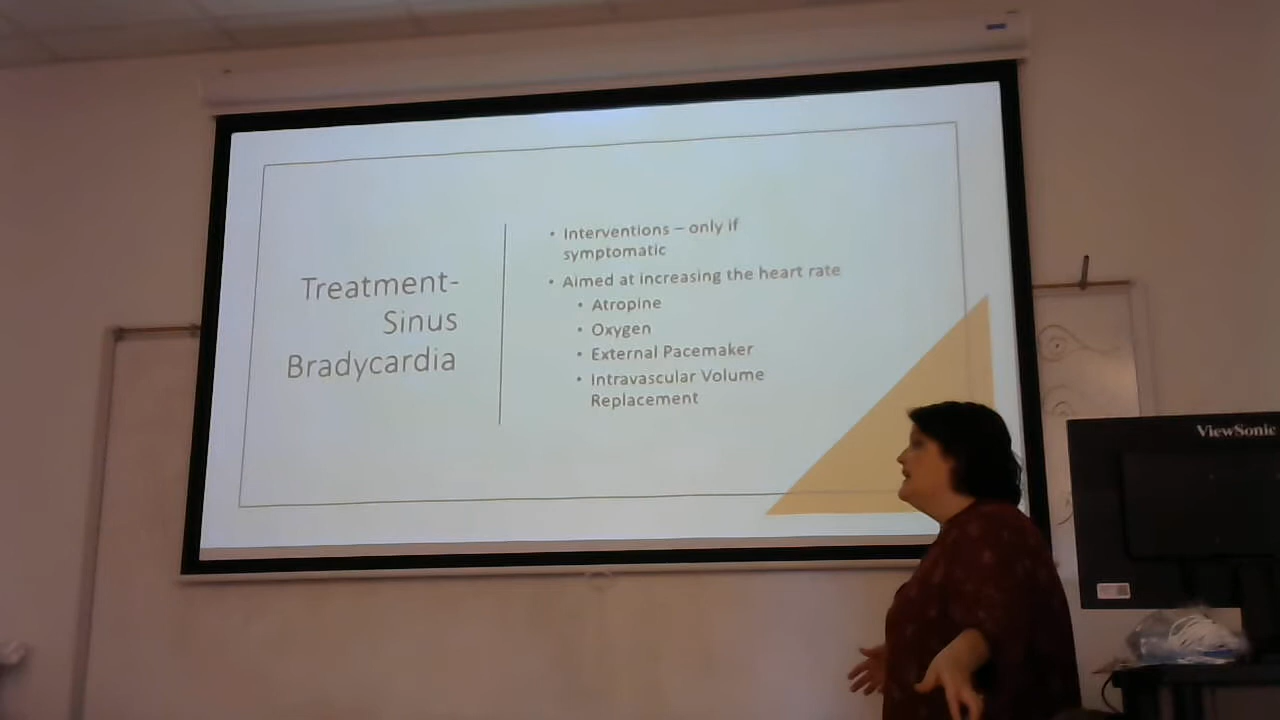 Treatment-
Sinus
Bradycardia
• Interventions – only if
symptomatic
• Aimed at increasing the heart rate
• Atropine
• Oxygen
• External Pacemaker
• Intravascular Volume
Replacement
ViewSonic